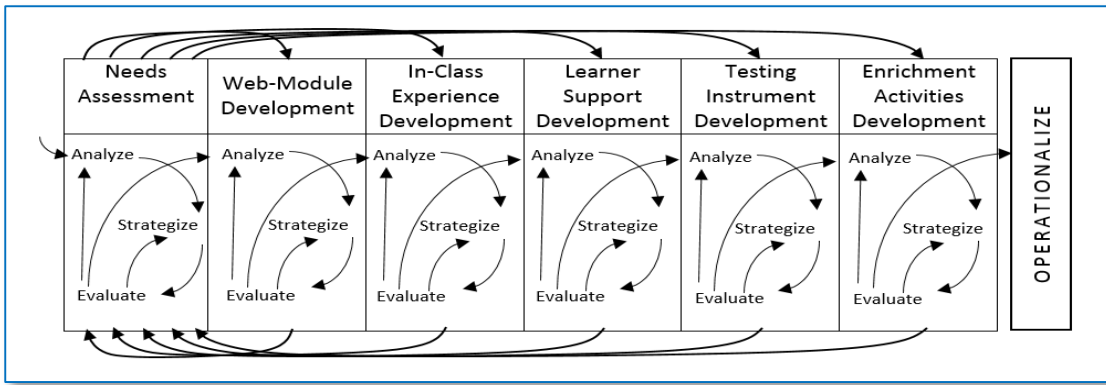 Needs
Assessment
Web-Module
Development
In-Class
Experience
Development
Learner
Support
Development
Testing
Instrument
Development
Enrichment
Activities
Development
Analyze
Strategize
Evaluate
Analyze
Strategize
Evaluate
Analyze
Strategize
Evaluate
Analyze
Strategize
Evaluate
Analyze
Strategize
Evaluate
Analyze
Strategize
Evaluate
OPERATIONALIZE